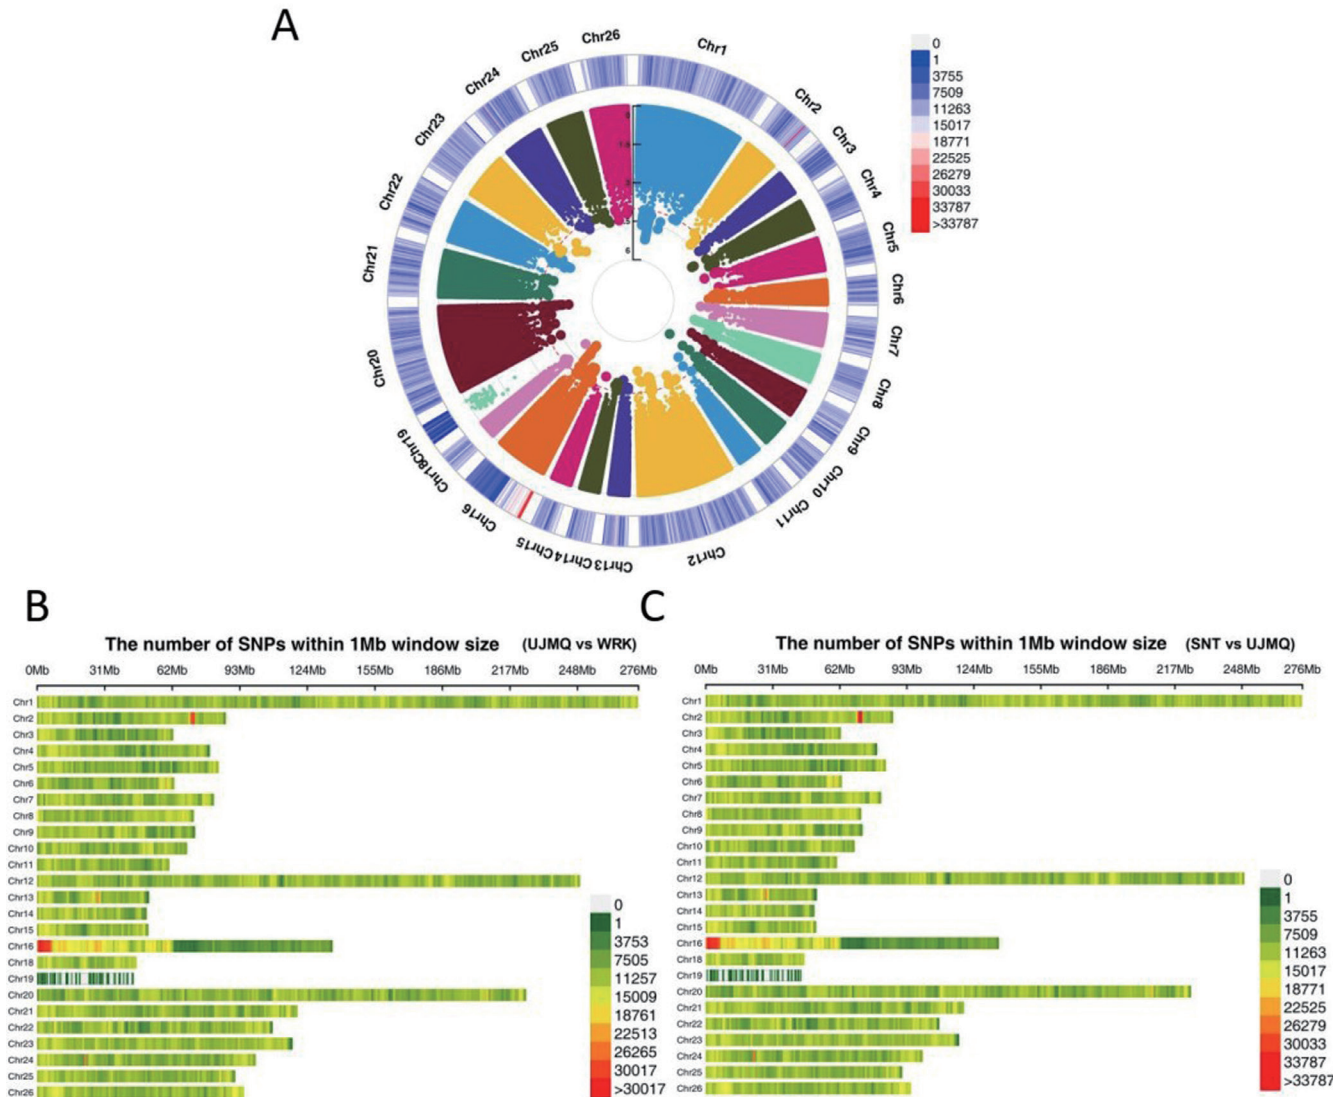 A
Chr1
Chr2
Chr3
Chr4
Chr5
Chr6
Chr7
Chr8
Chr9
Chr10
Chr11
Chr12
Chr13
Chr14
Chr15
Chr16
Chr18
Chr19
Chr20
Chr21
Chr22
Chr23
Chr24
Chr25
Chr26
0
6
0
1
3755
7509
11263
15017
18771
22525
26279
30033
33787
>33787
B
The number of SNPs within 1Mb window size (UJMQ vs WRK)
0Mb 31Mb 62Mb 93Mb 124Mb 155Mb 186Mb 217Mb 248Mb 276Mb
Chr1
Chr2
Chr3
Chr4
Chr5
Chr6
Chr7
Chr8
Chr9
Chr10
Chr11
Chr12
Chr13
Chr14
Chr15
Chr16
Chr18
Chr19
Chr20
Chr21
Chr22
Chr23
Chr24
Chr25
Chr26
0
1
3753
7505
11257
15009
18761
22513
26265
30017
>30017
C
The number of SNPs within 1Mb window size (SNT vs UJMQ)
0Mb 31Mb 62Mb 93Mb 124Mb 155Mb 186Mb 217Mb 248Mb 276Mb
Chr1
Chr2
Chr3
Chr4
Chr5
Chr6
Chr7
Chr8
Chr9
Chr10
Chr11
Chr12
Chr13
Chr14
Chr15
Chr16
Chr18
Chr19
Chr20
Chr21
Chr22
Chr23
Chr24
Chr25
Chr26
0
1
3755
7509
11263
15017
18771
22525
26279
30033
33787
>33787